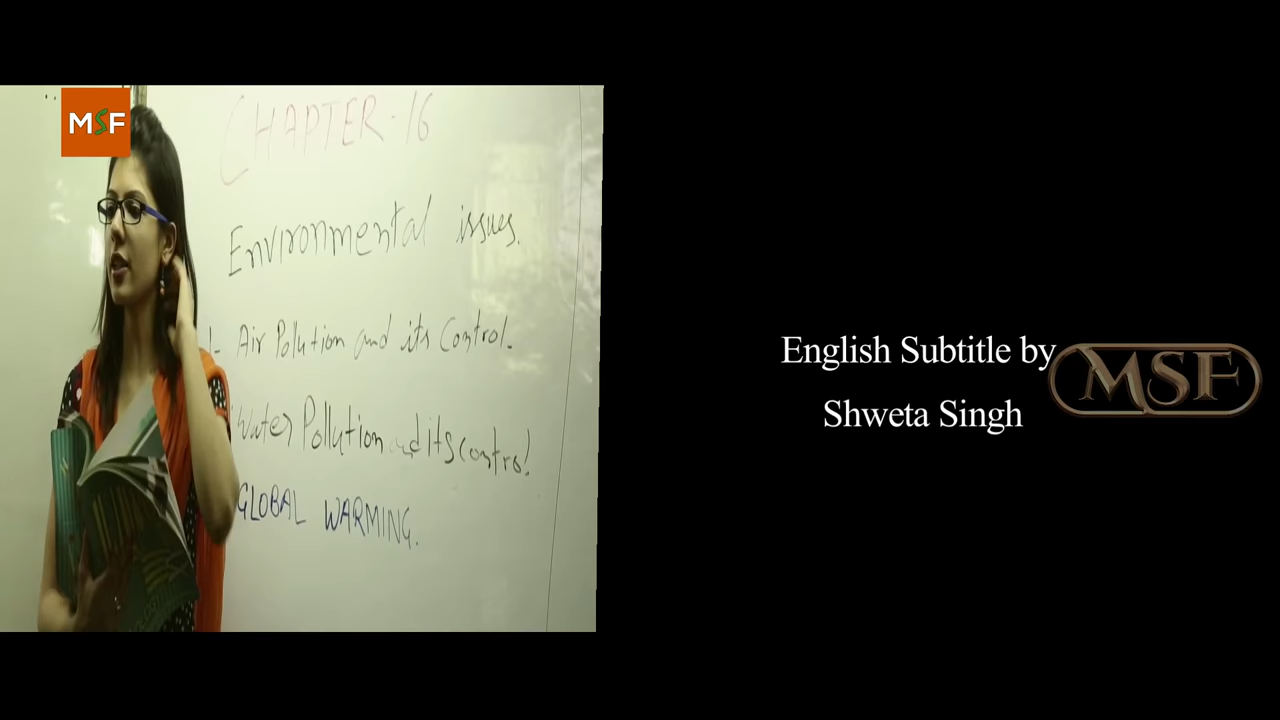 MSF
CHAPTER-16
Environmental issues.
1- Air Pollution and its Control.
Water Pollution and its control.
GLOBAL WARMING.
English Subtitle by
Shweta Singh
MSF